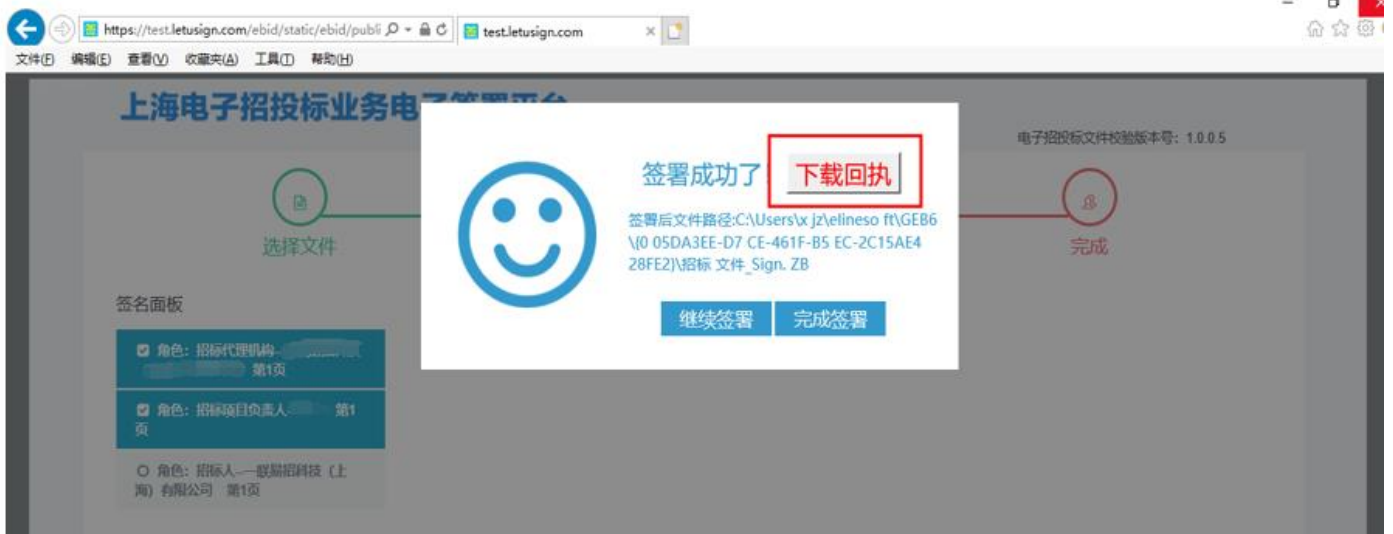 https://test.letusign.com/ebid/static/ebid/publi
test.letusign.com
文件(F) 编辑(E) 查看(V) 收藏夹(A) 工具(T) 帮助(H)
上海电子招投标业务电子签署平台
电子招投标文件校验版本号：1.0.0.5
签署成功了！
下载回执
签署后文件路径:C:\Users\x jz\elineso ft\GEB6
\{0 05DA3EE-D7 CE-461F-B5 EC-2C15AE4
28FE2}\招标 文件_Sign. ZB
继续签署
完成签署
选择文件
完成
签名面板
角色：招标代理机构-
第1页
角色：招标项目负责人 第1
页
角色：招标人-一联易招科技（上
海）有限公司 第1页